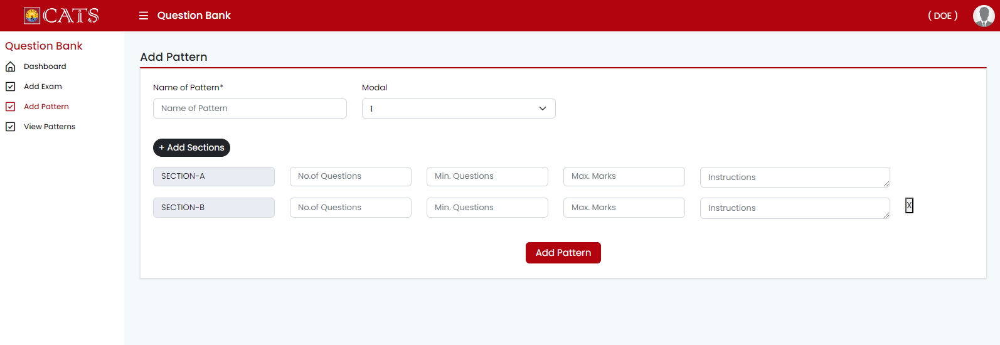 CATS
Question Bank
( DOE )
Question Bank
Dashboard
Add Exam
Add Pattern
View Patterns
Add Pattern
Name of Pattern* Modal
Name of Pattern 1
+ Add Sections
SECTION-A No.of Questions Min. Questions Max. Marks Instructions
SECTION-B No.of Questions Min. Questions Max. Marks Instructions X
Add Pattern